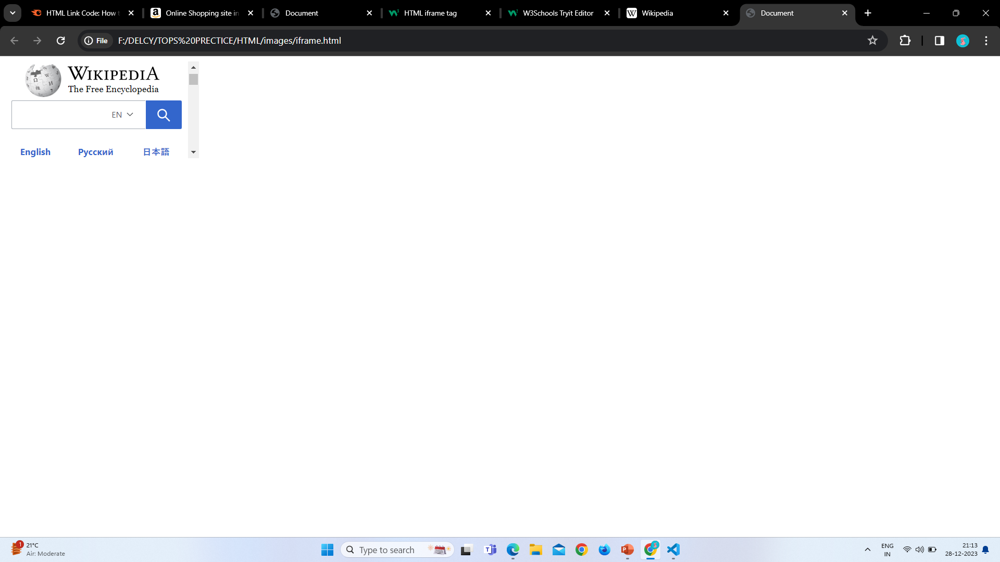 HTML Link Code: How t
Online Shopping site in
Document
HTML iframe tag
W3Schools Tryit Editor
Wikipedia
Document
File
F:/DELCY/TOPS%20PRECTICE/HTML/images/iframe.html
WIKIPEDIA
The Free Encyclopedia
EN
English
Русский
日本語
1
21°C
Air: Moderate
Type to search
ENG
IN
21:13
28-12-2023